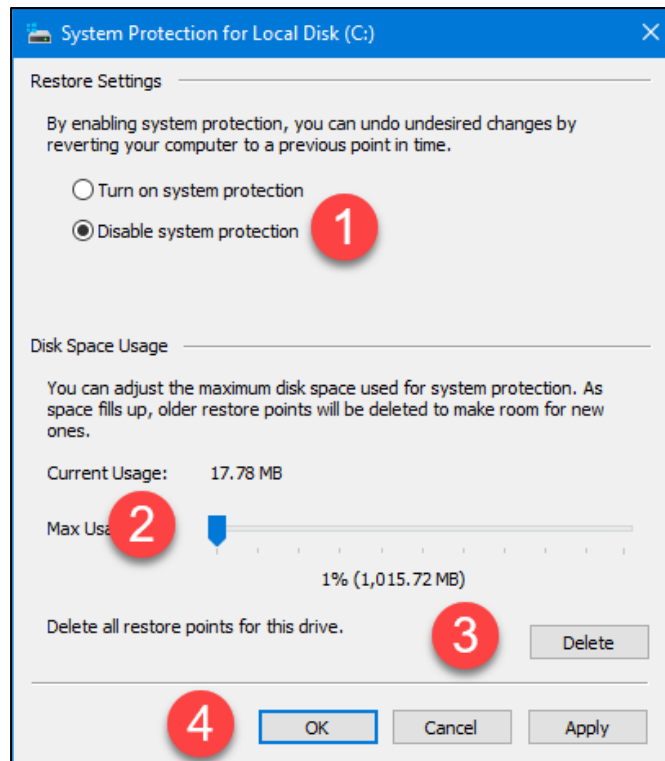 System Protection for Local Disk (C:)
Restore Settings
By enabling system protection, you can undo undesired changes by
reverting your computer to a previous point in time.
Turn on system protection
Disable system protection 1
Disk Space Usage
You can adjust the maximum disk space used for system protection. As
space fills up, older restore points will be deleted to make room for new
ones.
Current Usage: 17.78 MB
Max 2
1% (1,015.72 MB)
Delete all restore points for this drive. 3 Delete
4 OK Cancel Apply